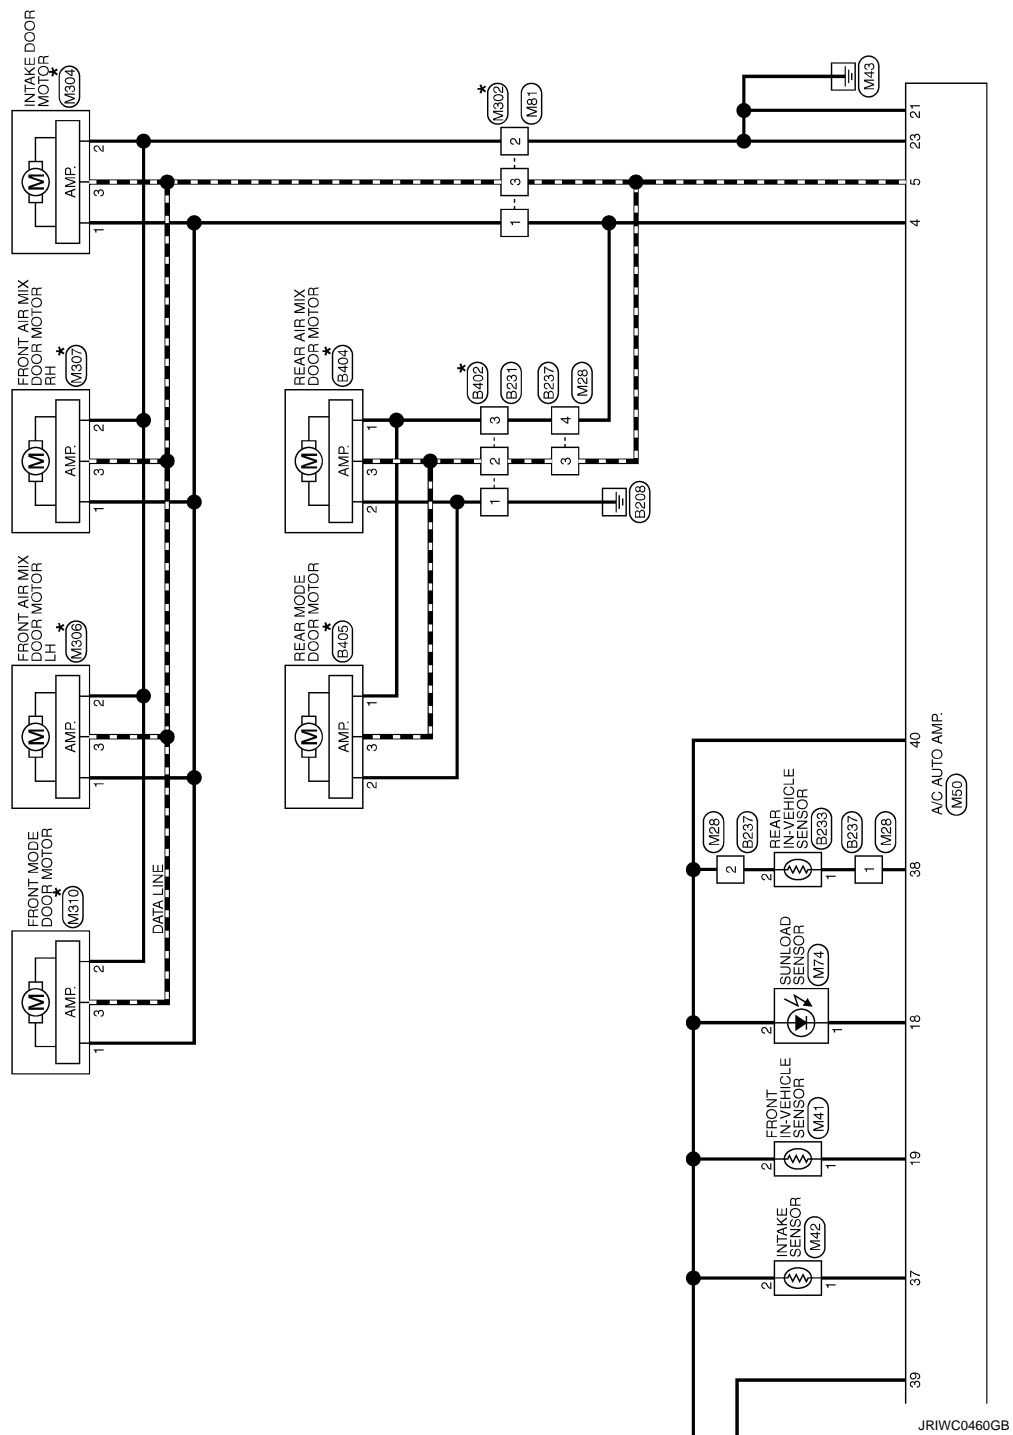 INTAKE DOOR
MOTOR
*
M304
AMP.
M
2
3
1
FRONT AIR MIX
DOOR MOTOR
RH
*
M307
AMP.
M
2
3
1
FRONT AIR MIX
DOOR MOTOR
LH
*
M306
AMP.
M
2
3
1
FRONT MODE
DOOR MOTOR
*
M310
AMP.
M
2
3
1
DATA LINE
REAR AIR MIX
DOOR MOTOR
*
B404
AMP.
M
1
3
2
REAR MODE
DOOR MOTOR
*
B405
AMP.
M
1
3
2
*
M302
M81
2
3
1
*
B402
B231
3
2
1
B237
M28
4
3
B208
M43
21
23
5
4
40
38
18
19
37
39
A/C AUTO AMP.
M50
M28
B237
2
REAR
IN-VEHICLE
SENSOR
B233
2
1
B237
M28
1
SUNLOAD
SENSOR
M74
2
1
FRONT
IN-VEHICLE
SENSOR
M41
2
1
INTAKE
SENSOR
M42
2
1
JRIWC0460GB